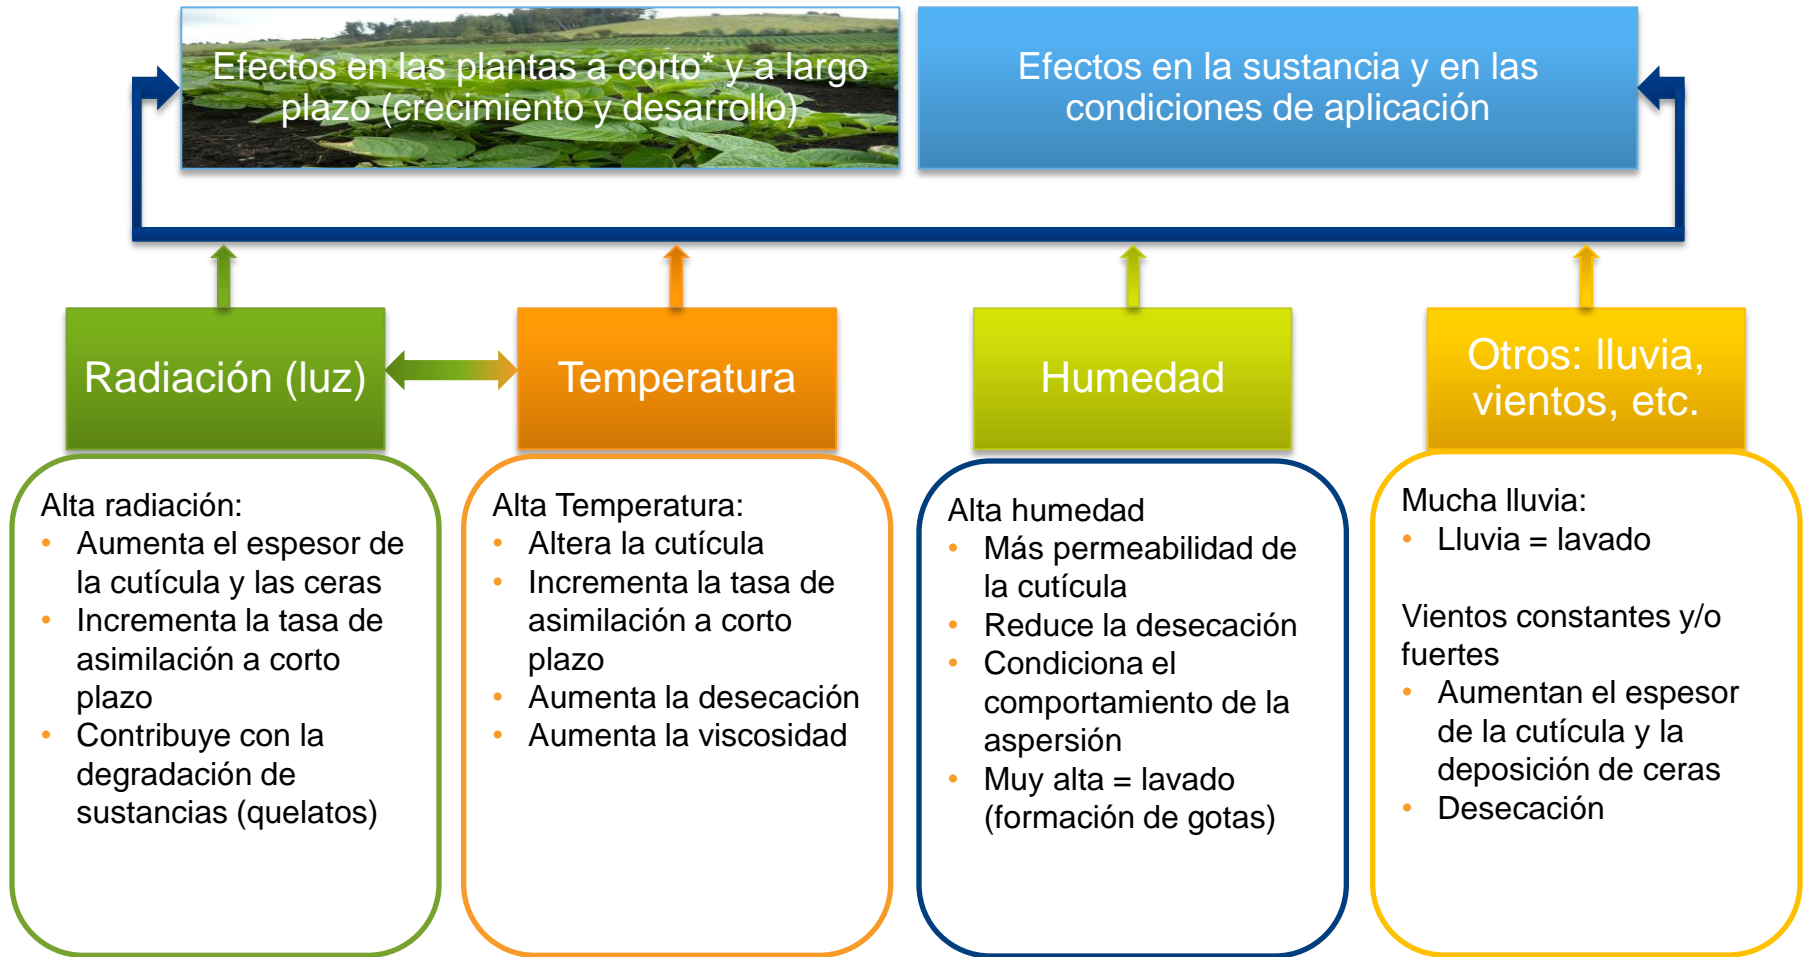 Efectos en las plantas a corto* y a largo
plazo (crecimiento y desarrollo)
Efectos en la sustancia y en las
condiciones de aplicación
Radiación (luz)
Temperatura
Humedad
Otros: lluvia,
vientos, etc.
Alta radiación:
• Aumenta el espesor de
la cutícula y las ceras
• Incrementa la tasa de
asimilación a corto
plazo
• Contribuye con la
degradación de
sustancias (quelatos)
Alta Temperatura:
• Altera la cutícula
• Incrementa la tasa de
asimilación a corto
plazo
• Aumenta la desecación
• Aumenta la viscosidad
Alta humedad
• Más permeabilidad de
la cutícula
• Reduce la desecación
• Condiciona el
comportamiento de la
aspersión
• Muy alta = lavado
(formación de gotas)
Mucha lluvia:
• Lluvia = lavado
Vientos constantes y/o
fuertes
• Aumentan el espesor
de la cutícula y la
deposición de ceras
• Desecación